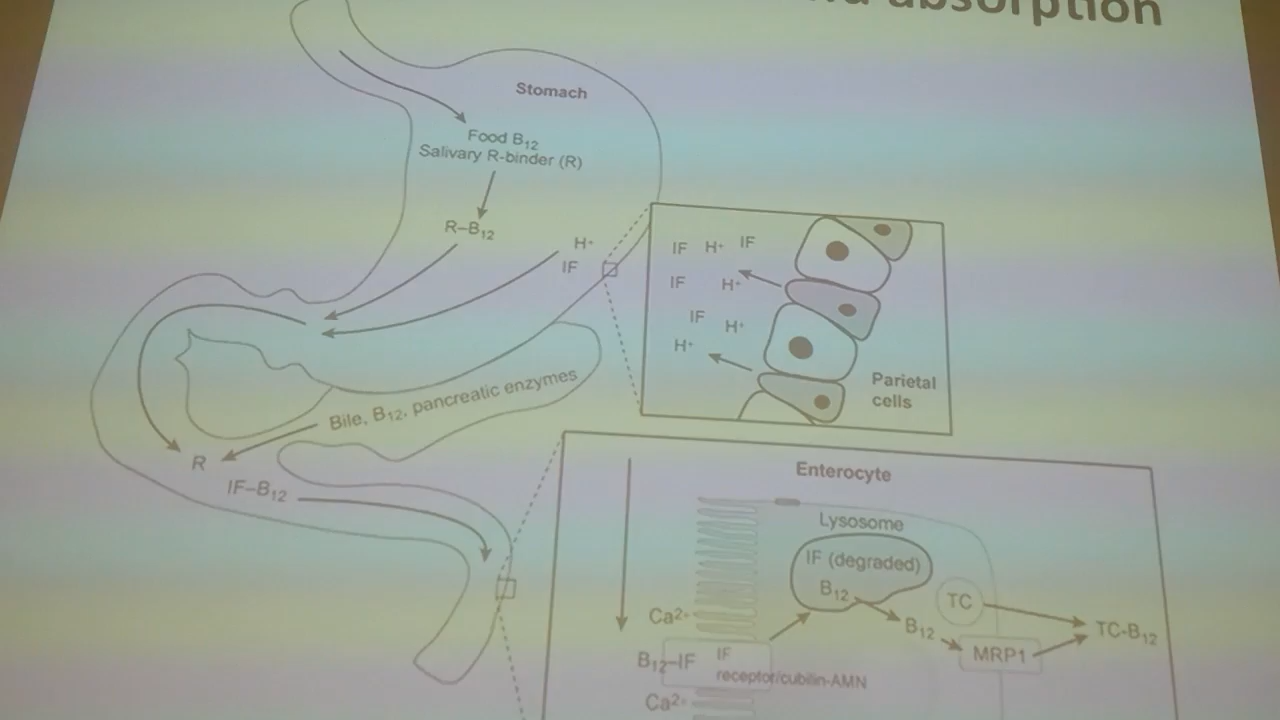 absorption
Stomach
Food B12
Salivary R-binder (R)
R–B12
H+
IF
IF H+ IF
IF H+
IF H+
H+
Parietal
cells
Bile, B12, pancreatic enzymes
R
IF–B12
Enterocyte
Lysosome
IF (degraded)
B12
TC
Ca2+
B12
TC-B12
MRP1
B12–IF
IF
receptor/cubilin-AMN
Ca2+